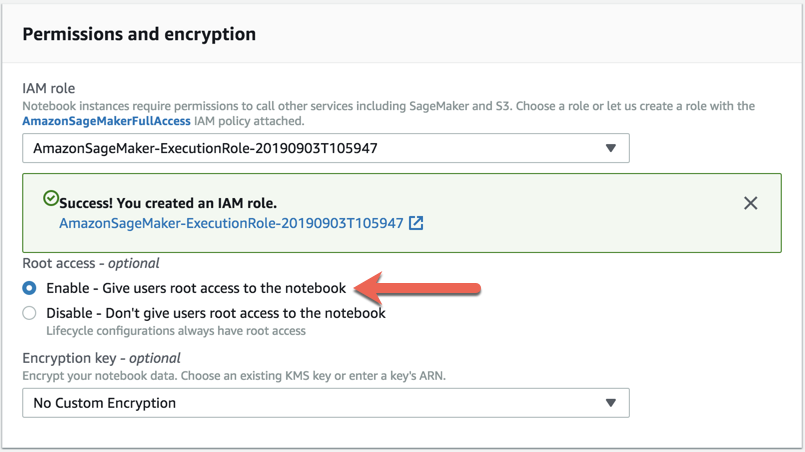 Permissions and encryption
IAM role
Notebook instances require permissions to call other services including SageMaker and S3. Choose a role or let us create a role with the
AmazonSageMakerFullAccess IAM policy attached.
AmazonSageMaker-ExecutionRole-20190903T105947
Success! You created an IAM role.
AmazonSageMaker-ExecutionRole-20190903T105947
Root access - optional
Enable - Give users root access to the notebook
Disable - Don't give users root access to the notebook
Lifecycle configurations always have root access
Encryption key - optional
Encrypt your notebook data. Choose an existing KMS key or enter a key's ARN.
No Custom Encryption